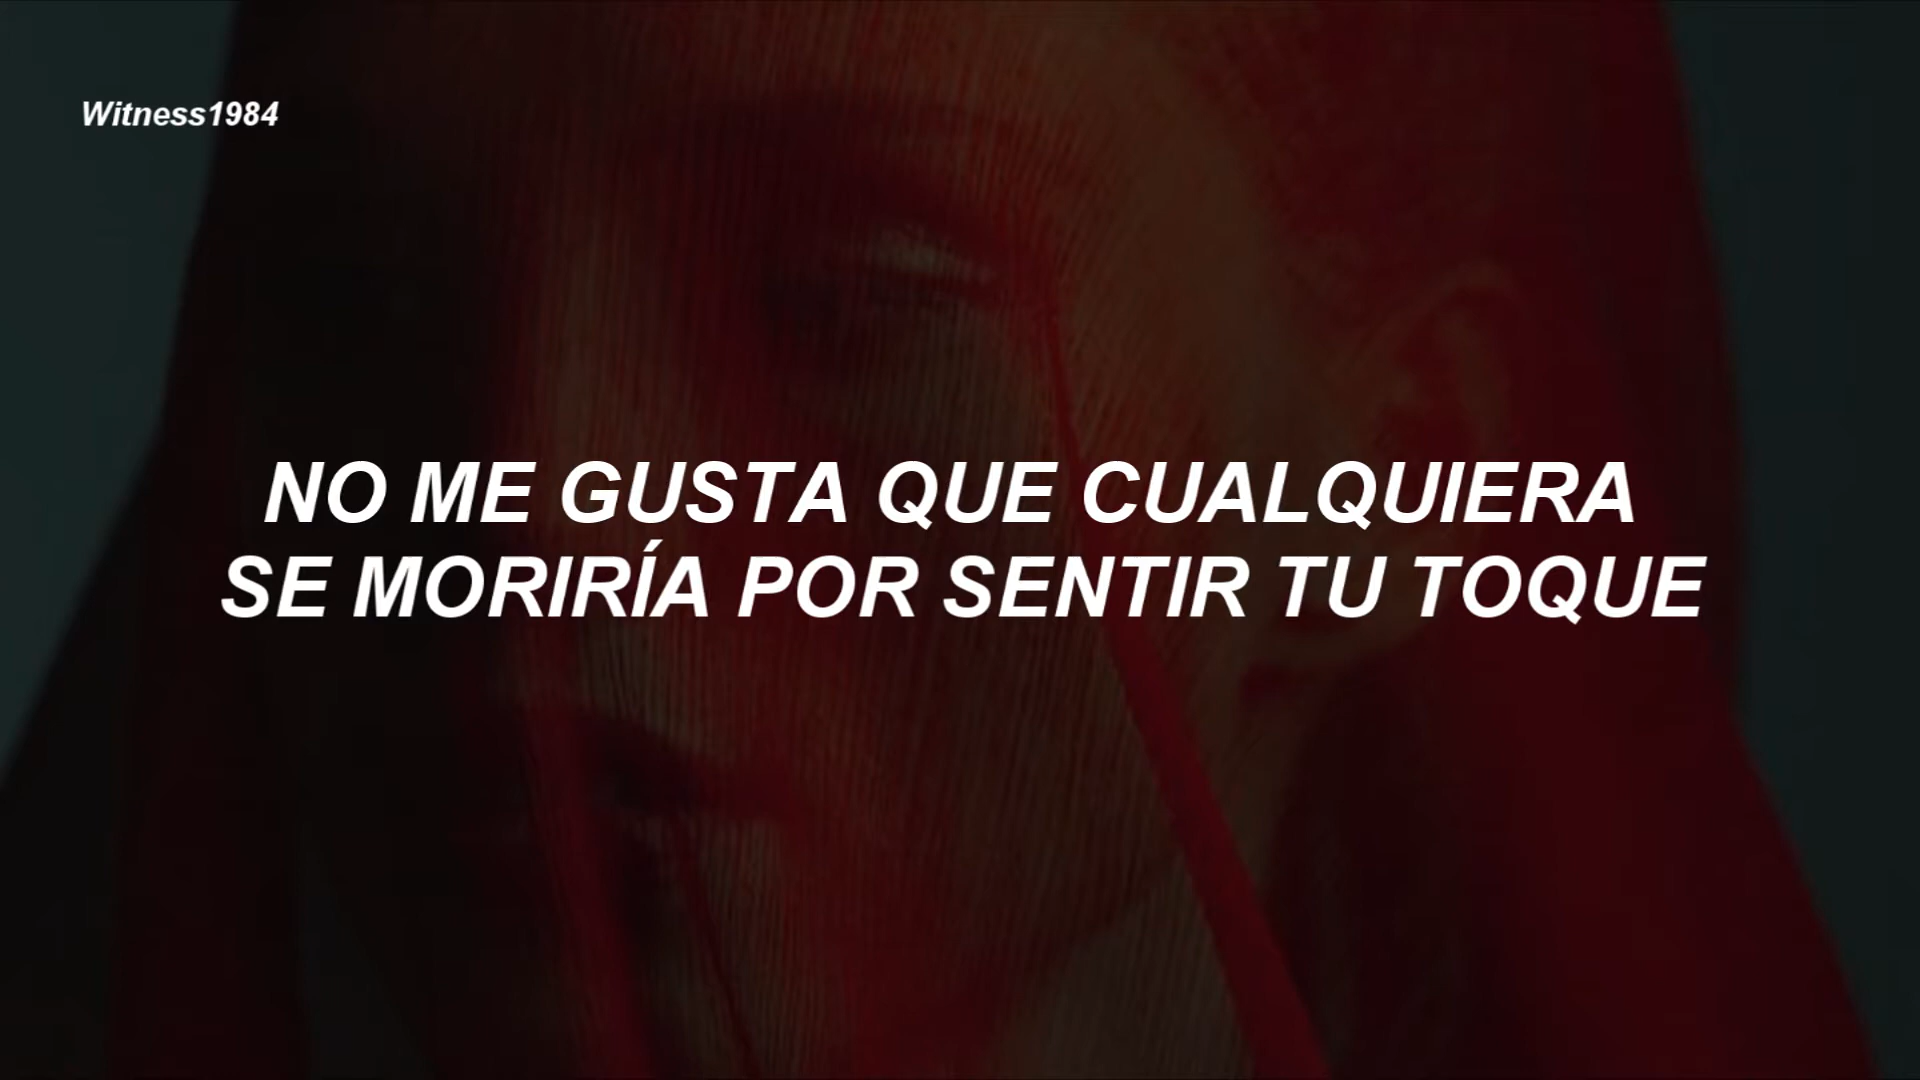 Witness1984
NO ME GUSTA QUE CUALQUIERA
SE MORIRÍA POR SENTIR TU TOQUE